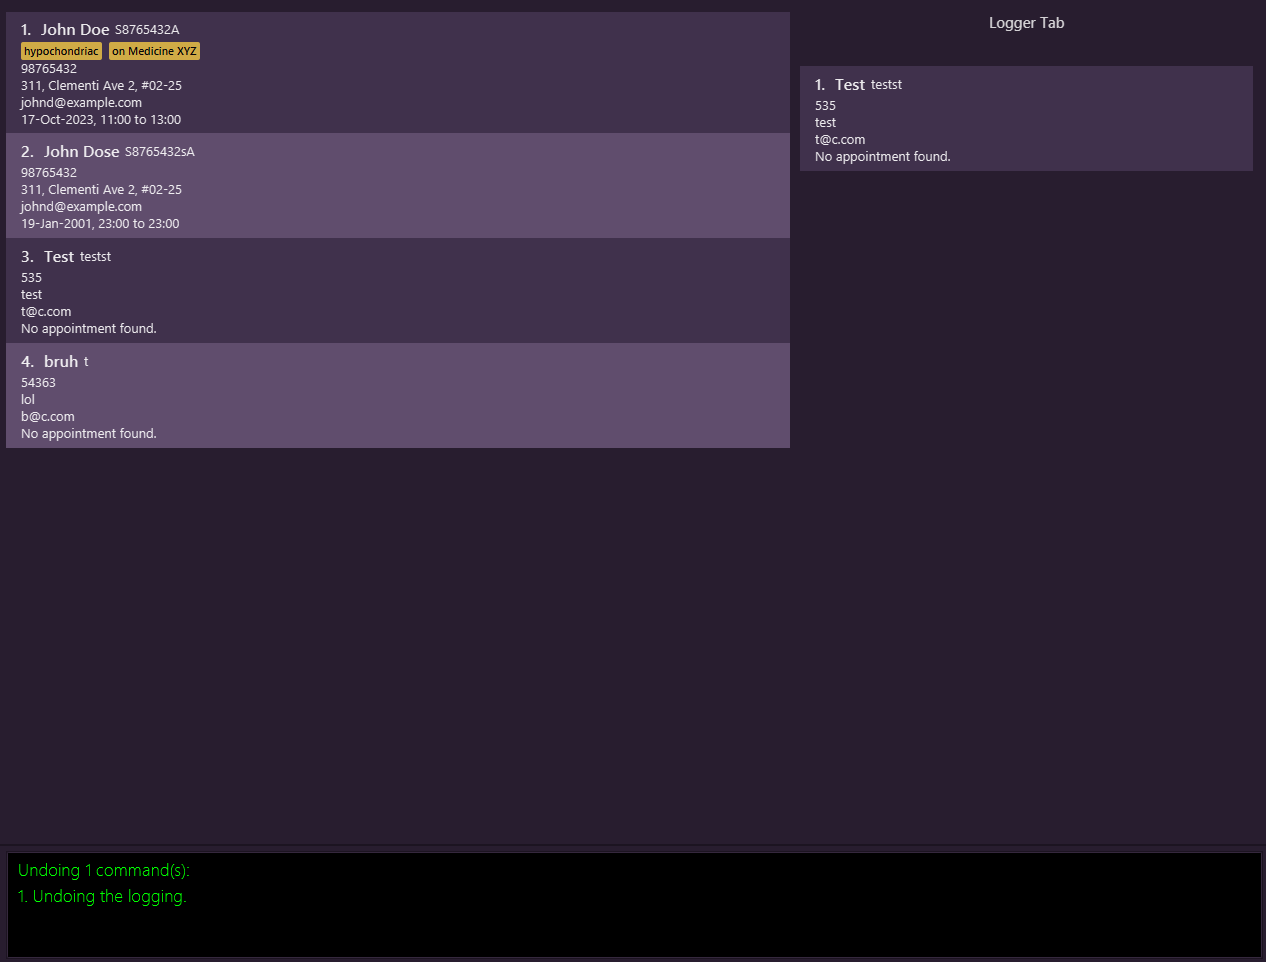 1. John Doe S8765432A
hypochondriac on Medicine XYZ
98765432
311, Clementi Ave 2, #02-25
johnd@example.com
17-Oct-2023, 11:00 to 13:00
2. John Dose S8765432sA
98765432
311, Clementi Ave 2, #02-25
johnd@example.com
19-Jan-2001, 23:00 to 23:00
3. Test testst
535
test
t@c.com
No appointment found.
4. bruh t
54363
lol
b@c.com
No appointment found.
Logger Tab
1. Test testst
535
test
t@c.com
No appointment found.
Undoing 1 command(s):
1. Undoing the logging.